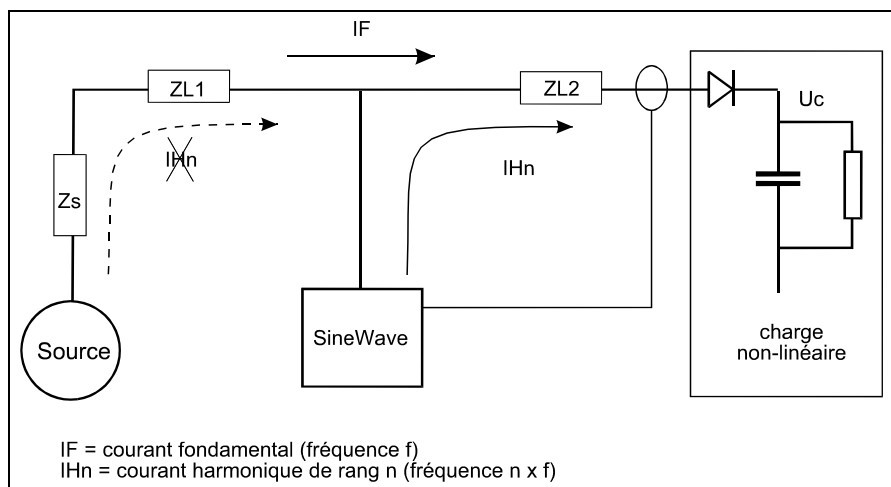 IF
ZL1
ZL2
Uc
IHn
IHn
Zs
SineWave
Source
charge
non-linéaire
IF = courant fondamental (fréquence f)
IHn = courant harmonique de rang n (fréquence n x f)